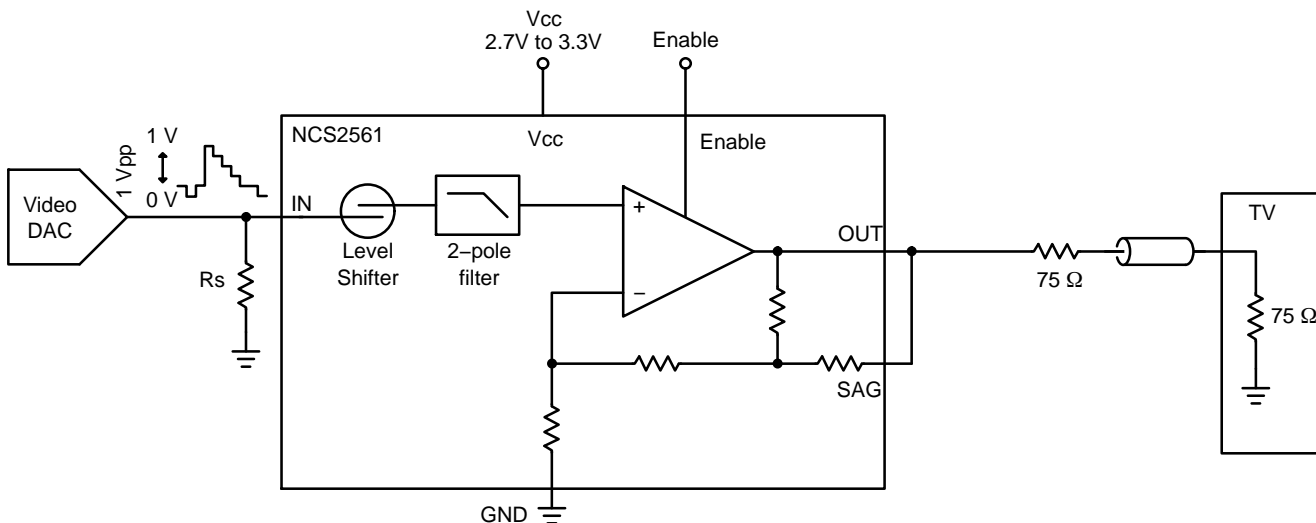 Vcc
2.7V to 3.3V
Enable
NCS2561
Vcc
Enable
1 Vpp
1 V
0 V
Video
DAC
IN
Level
Shifter
2–pole
filter
+
−
OUT
TV
Rs
75 Ω
75 Ω
SAG
GND